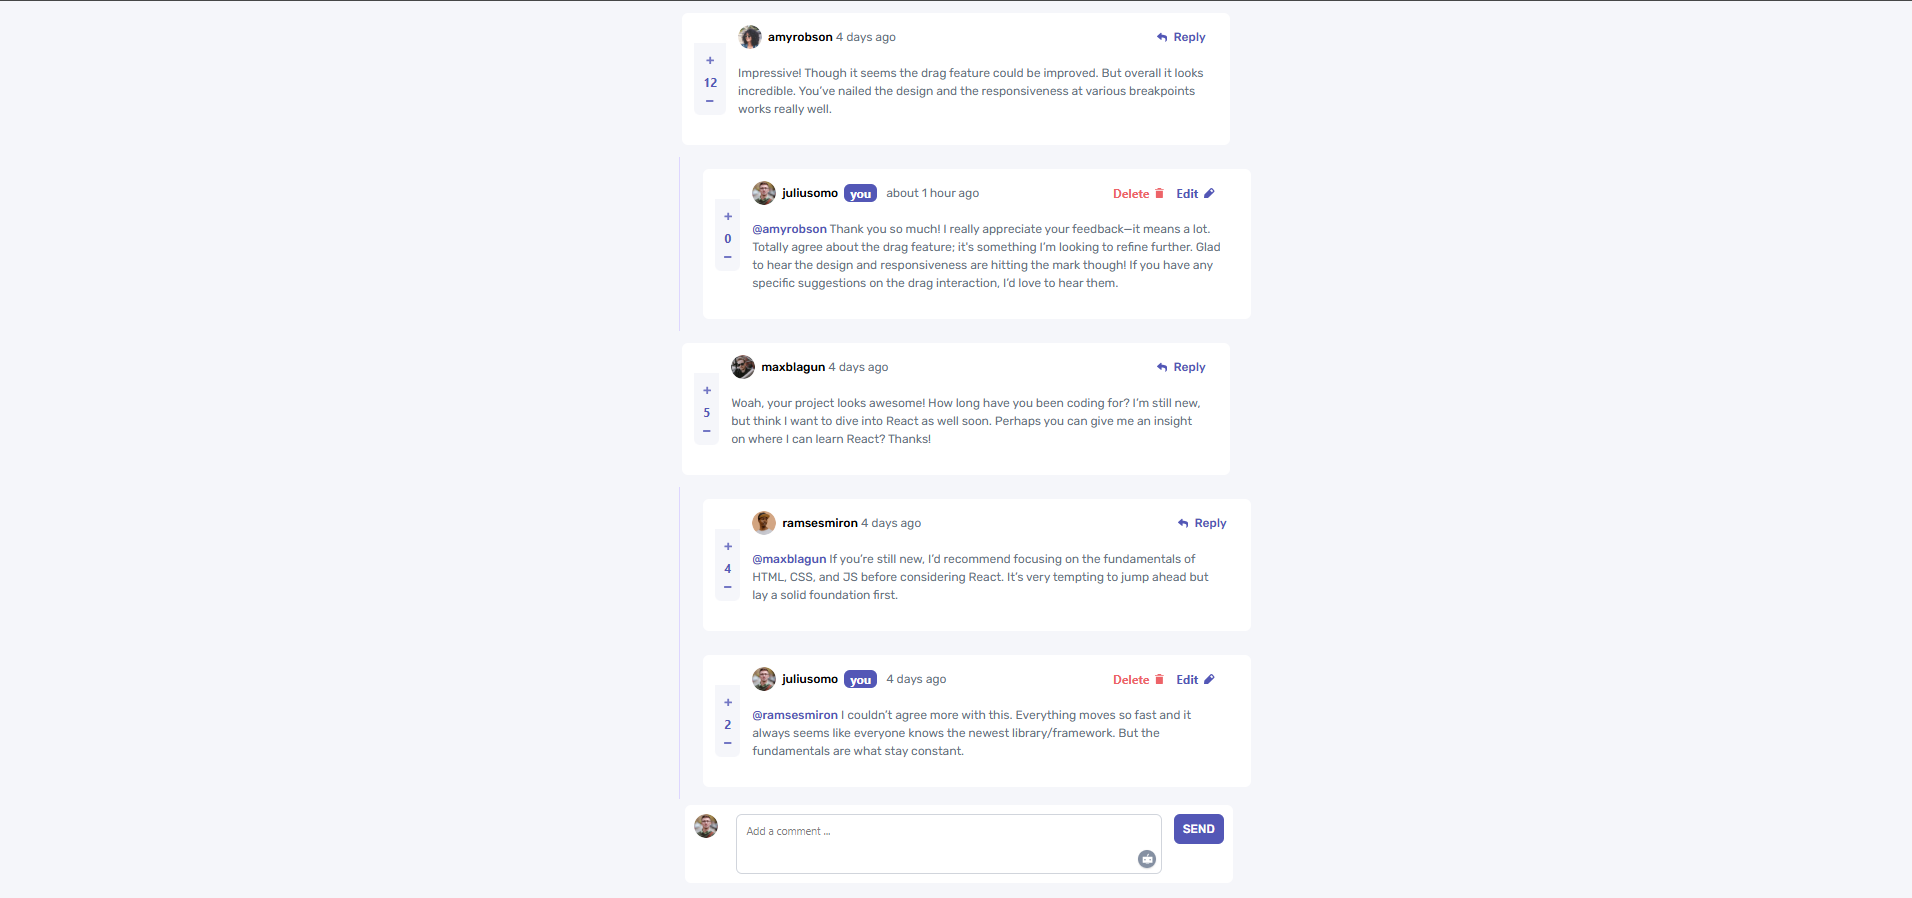 amyrobson 4 days ago
Reply
+
12
−
Impressive! Though it seems the drag feature could be improved. But overall it looks
incredible. You’ve nailed the design and the responsiveness at various breakpoints
works really well.
juliusomo you about 1 hour ago
Delete Edit
+
0
−
@amyrobson Thank you so much! I really appreciate your feedback—it means a lot.
Totally agree about the drag feature; it’s something I’m looking to refine further. Glad
to hear the design and responsiveness are hitting the mark though! If you have any
specific suggestions on the drag interaction, I’d love to hear them.
maxblagun 4 days ago
Reply
+
5
−
Woah, your project looks awesome! How long have you been coding for? I’m still new,
but think I want to dive into React as well soon. Perhaps you can give me an insight
on where I can learn React? Thanks!
ramsesmiron 4 days ago
Reply
+
4
−
@maxblagun If you’re still new, I’d recommend focusing on the fundamentals of
HTML, CSS, and JS before considering React. It’s very tempting to jump ahead but
lay a solid foundation first.
juliusomo you 4 days ago
Delete Edit
+
2
−
@ramsesmiron I couldn’t agree more with this. Everything moves so fast and it
always seems like everyone knows the newest library/framework. But the
fundamentals are what stay constant.
Add a comment ...
SEND